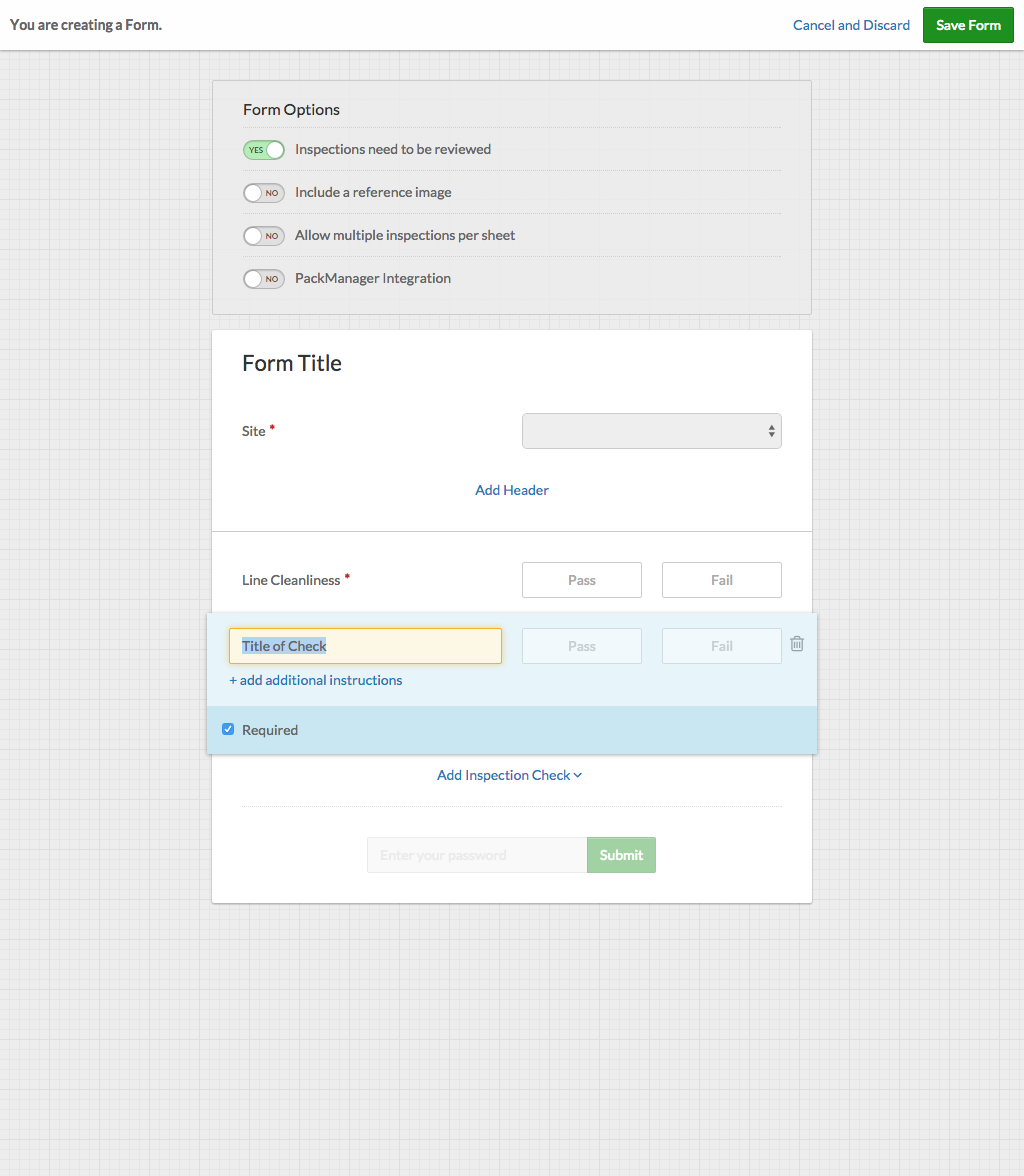 You are creating a Form.
Cancel and Discard
Save Form
Form Options
YES Inspections need to be reviewed
NO Include a reference image
NO Allow multiple inspections per sheet
NO PackManager Integration
Form Title
Site *
Add Header
Line Cleanliness * Pass Fail
Title of Check Pass Fail
+ add additional instructions
Required
Add Inspection Check
Enter your password Submit